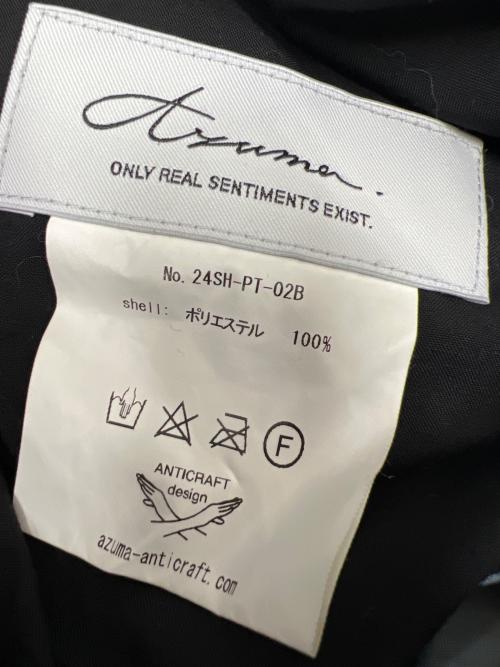 Azuma.
ONLY REAL SENTIMENTS EXIST.
No. 24SH-PT-02B
shell: ポリエステル 100%
F
ANTICRAFT
design
azuma-anticraft.com